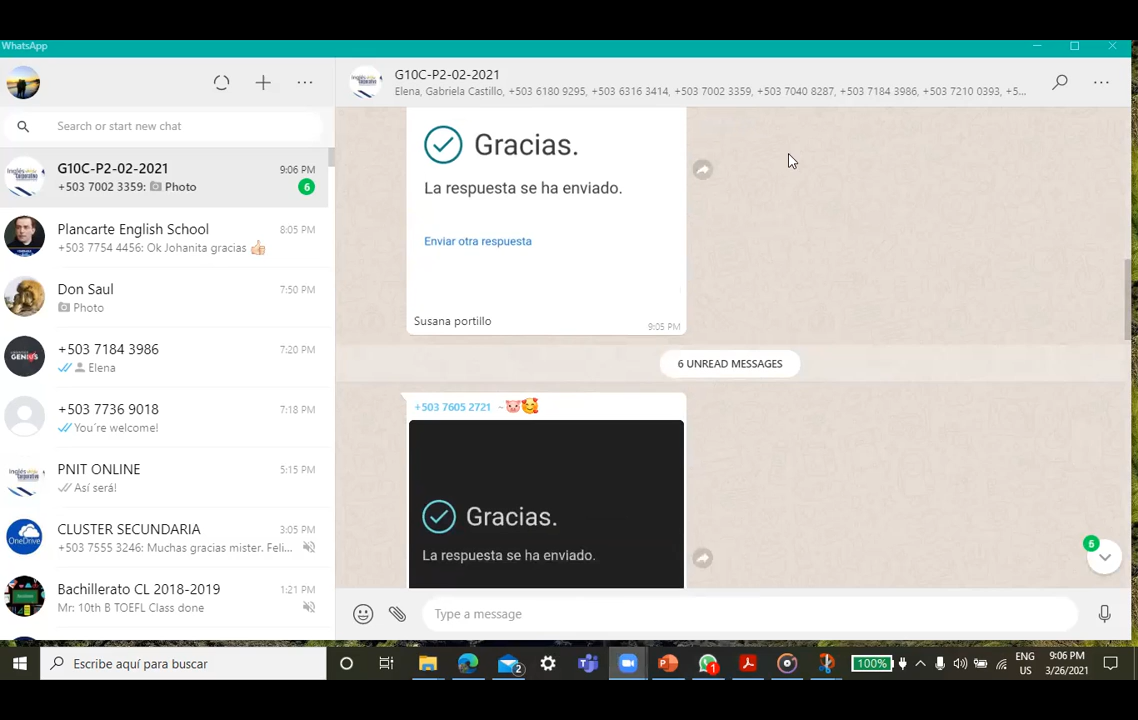 WhatsApp
Search or start new chat
G10C-P2-02-2021
9:06 PM
+503 7002 3359: Photo
6
Plancarte English School
8:05 PM
+503 7754 4456: Ok Johanita gracias 👍🏻
Don Saul
7:50 PM
Photo
+503 7184 3986
7:20 PM
Elena
+503 7736 9018
7:18 PM
You´re welcome!
PNIT ONLINE
5:15 PM
Así será!
CLUSTER SECUNDARIA
3:05 PM
+503 7555 3246: Muchas gracias mister. Feli...
Bachillerato CL 2018-2019
1:21 PM
Mr: 10th B TOEFL Class done
G10C-P2-02-2021
Elena, Gabriela Castillo, +503 6180 9295, +503 6316 3414, +503 7002 3359, +503 7040 8287, +503 7184 3986, +503 7210 0393, +5...
Gracias.
La respuesta se ha enviado.
Enviar otra respuesta
Susana portillo
9:05 PM
6 UNREAD MESSAGES
+503 7605 2721 ~🐷🥰
Gracias.
La respuesta se ha enviado.
6
Type a message
Escribe aquí para buscar
2
1
100%
ENG
US
9:06 PM
3/26/2021